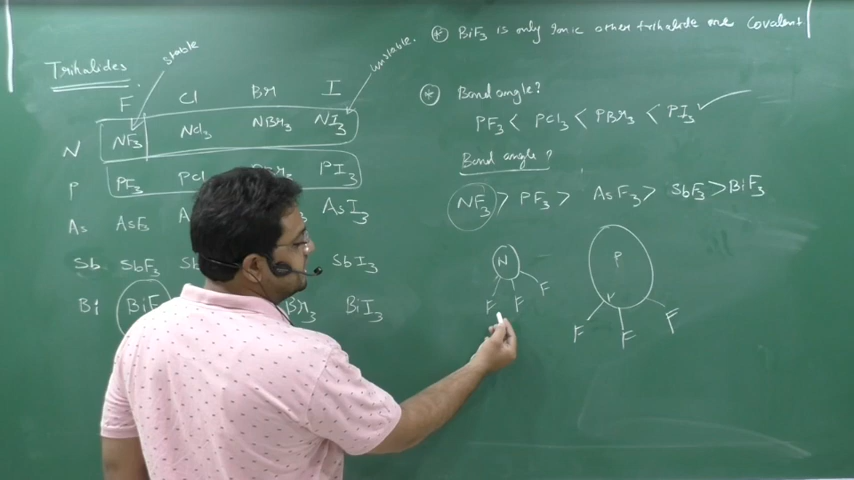 Trihalides.
stable
unstable.
F Cl Br I
N NF3 NCl3 NBr3 NI3
P PF3 PCl PI3
As AsF3 AsI3
Sb SbF3 SbI3
Bi BiF Br3 BiI3
* BiF3 is only Ionic other trihalide are Covalent
* Bond angle?
PF3 < PCl3 < PBr3 < PI3 ✓
Bond angle?
NF3 > PF3 > AsF3 > SbF3 > BiF3
N
F F F
P
F F F